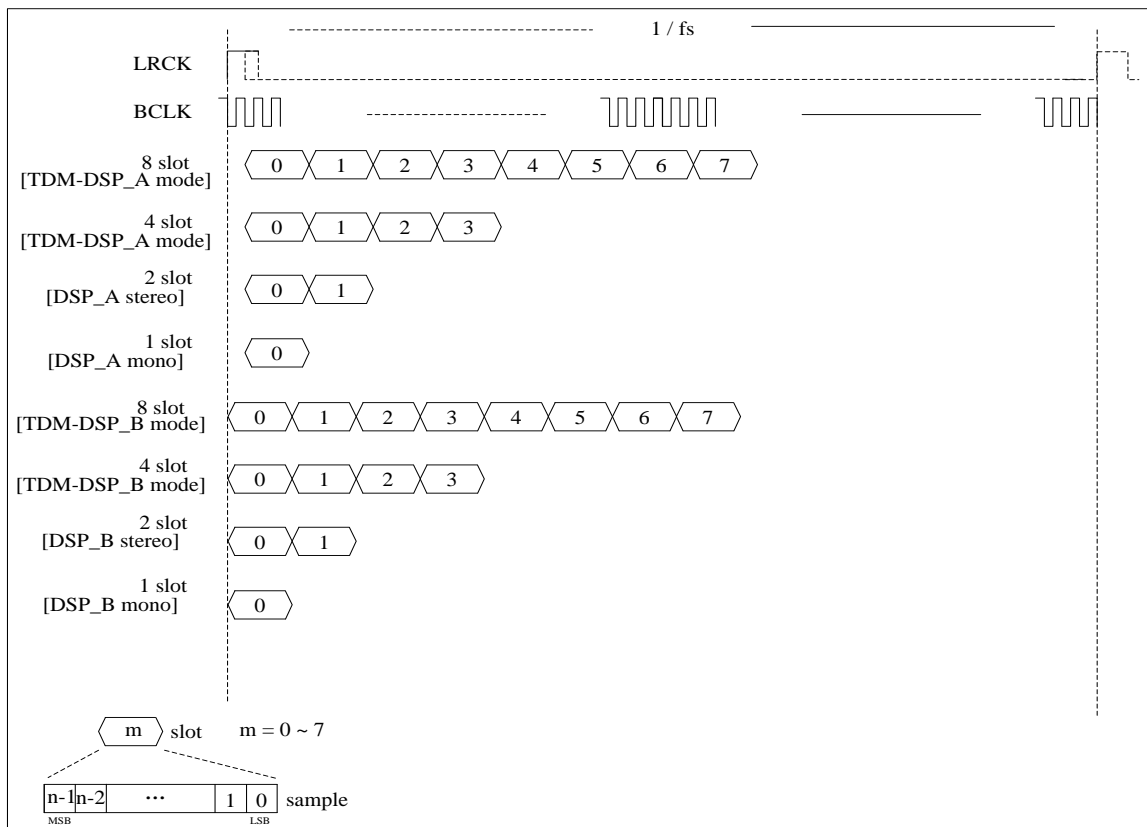 1 / fs
LRCK
BCLK
8 slot
[TDM-DSP_A mode]
0 1 2 3 4 5 6 7
4 slot
[TDM-DSP_A mode]
0 1 2 3
2 slot
[DSP_A stereo]
0 1
1 slot
[DSP_A mono]
0
8 slot
[TDM-DSP_B mode]
0 1 2 3 4 5 6 7
4 slot
[TDM-DSP_B mode]
0 1 2 3
2 slot
[DSP_B stereo]
0 1
1 slot
[DSP_B mono]
0
m slot m = 0 ~ 7
n-1 n-2 ... 1 0 sample
MSB LSB